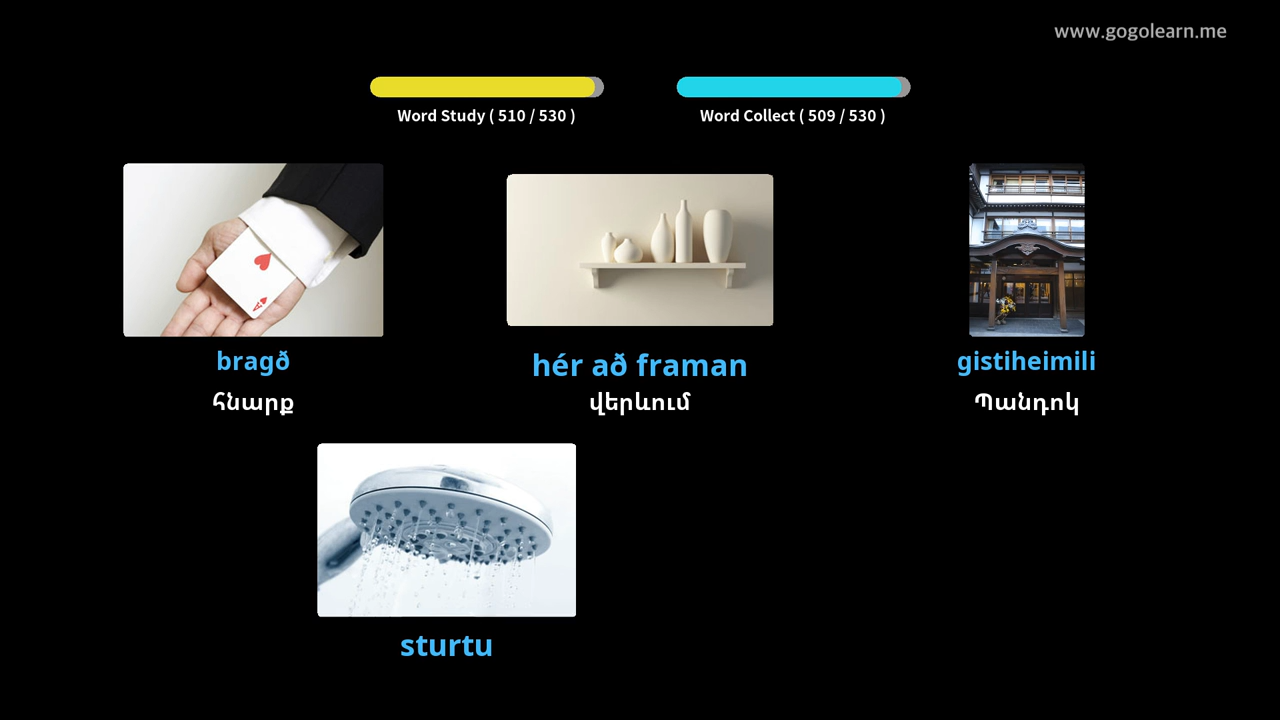 www.gogolearn.me
Word Study ( 510 / 530 )
Word Collect ( 509 / 530 )
bragð
հնարք
hér að framan
վերևում
gistiheimili
Պանդոկ
sturtu